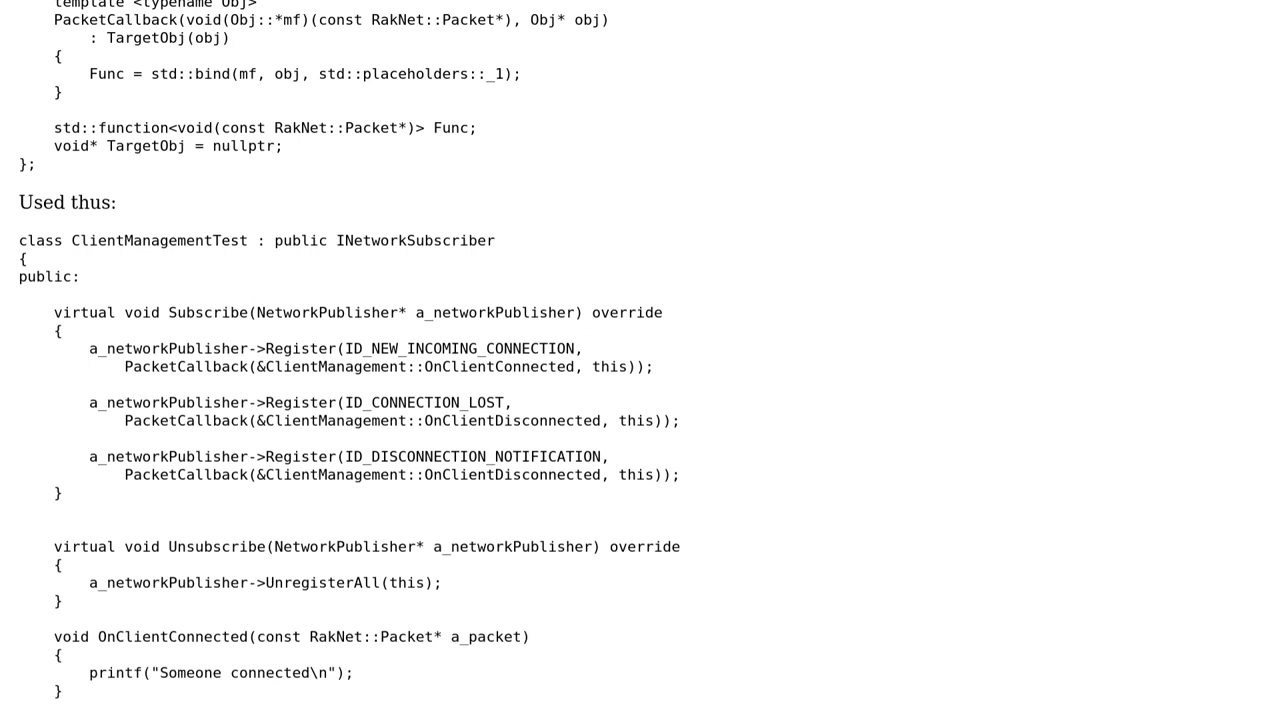 template <typename Obj>
PacketCallback(void(Obj::*mf)(const RakNet::Packet*), Obj* obj)
: TargetObj(obj)
{
Func = std::bind(mf, obj, std::placeholders::_1);
}
std::function<void(const RakNet::Packet*)> Func;
void* TargetObj = nullptr;
};
Used thus:
class ClientManagementTest : public INetworkSubscriber
{
public:
virtual void Subscribe(NetworkPublisher* a_networkPublisher) override
{
a_networkPublisher->Register(ID_NEW_INCOMING_CONNECTION,
PacketCallback(&ClientManagement::OnClientConnected, this));
a_networkPublisher->Register(ID_CONNECTION_LOST,
PacketCallback(&ClientManagement::OnClientDisconnected, this));
a_networkPublisher->Register(ID_DISCONNECTION_NOTIFICATION,
PacketCallback(&ClientManagement::OnClientDisconnected, this));
}
virtual void Unsubscribe(NetworkPublisher* a_networkPublisher) override
{
a_networkPublisher->UnregisterAll(this);
}
void OnClientConnected(const RakNet::Packet* a_packet)
{
printf("Someone connected\n");
}